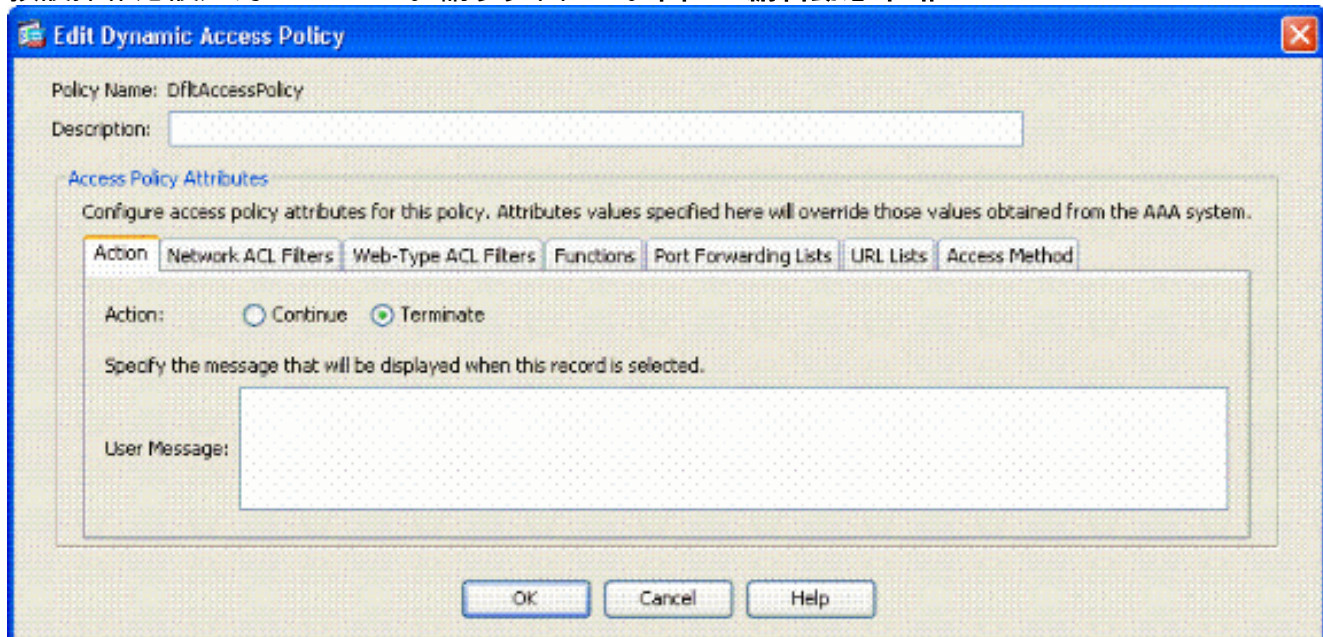 Edit Dynamic Access Policy
Policy Name: DfltAccessPolicy
Description:
Access Policy Attributes
Configure access policy attributes for this policy. Attributes values specified here will override those values obtained from the AAA system.
Action Network ACL Filters Web-Type ACL Filters Functions Port Forwarding Lists URL Lists Access Method
Action: Continue Terminate
Specify the message that will be displayed when this record is selected.
User Message:
OK Cancel Help